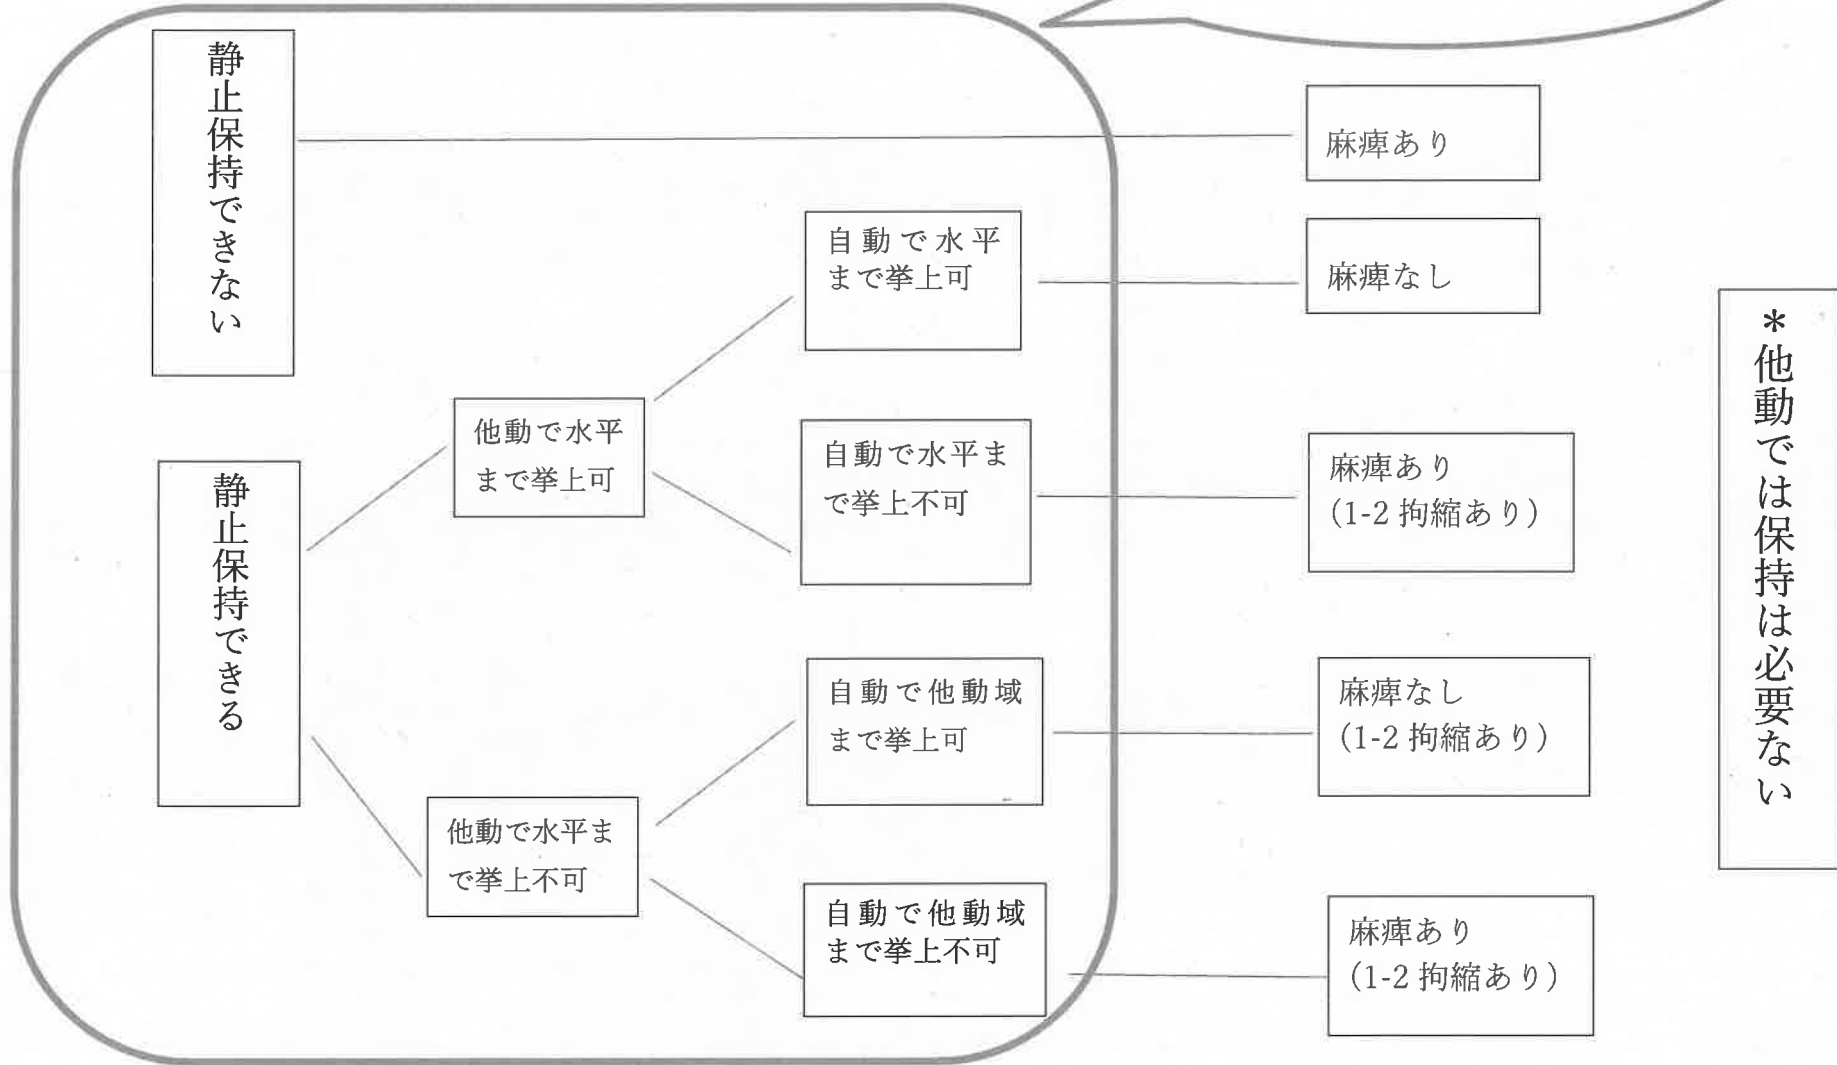 静止保持できない
麻痺あり
自動で水平
まで挙上可
麻痺なし
他動で水平
まで挙上可
自動で水平ま
で挙上不可
麻痺あり
（1-2 拘縮あり）
静止保持できる
自動で他動域
まで挙上可
麻痺なし
（1-2 拘縮あり）
他動で水平ま
で挙上不可
自動で他動域
まで挙上不可
麻痺あり
（1-2 拘縮あり）
＊他動では保持は必要ない